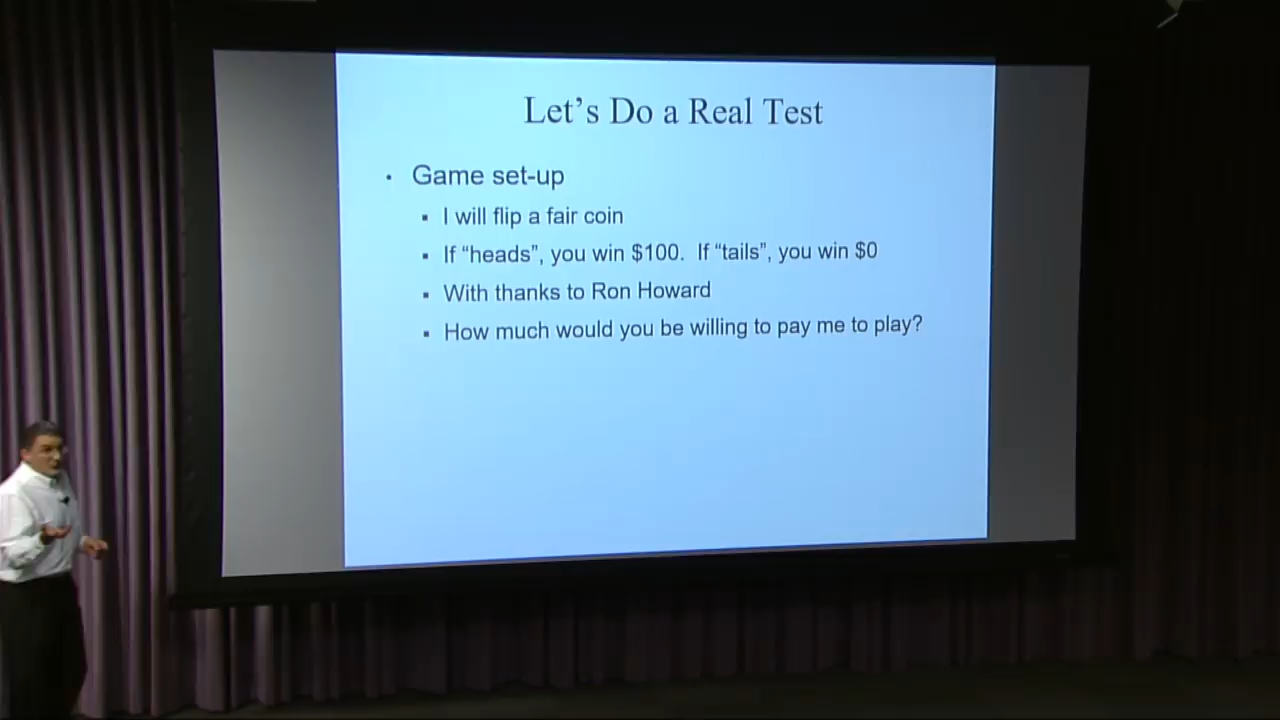 Let's Do a Real Test
• Game set-up
▪ I will flip a fair coin
▪ If “heads”, you win $100.  If “tails”, you win $0
▪ With thanks to Ron Howard
▪ How much would you be willing to pay me to play?